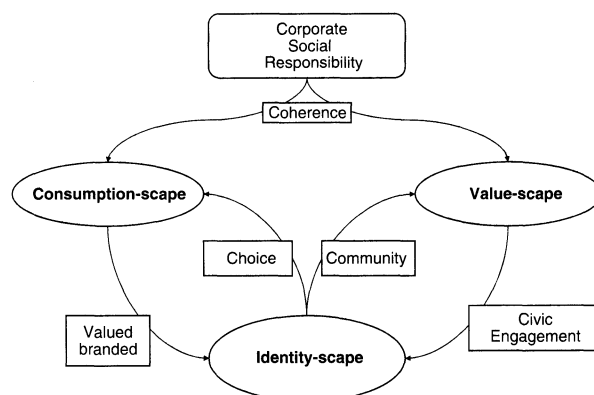 Corporate
Social
Responsibility
Coherence
Consumption-scape
Value-scape
Choice
Community
Valued
branded
Civic
Engagement
Identity-scape